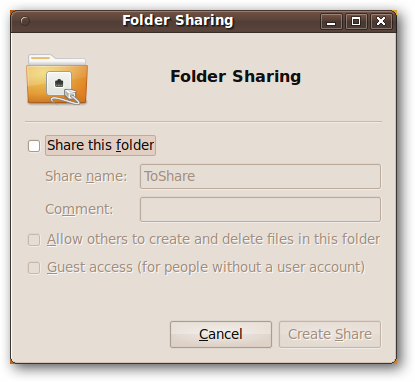 Folder Sharing
Folder Sharing
Share this folder
Share name: ToShare
Comment:
Allow others to create and delete files in this folder
Guest access (for people without a user account)
Cancel Create Share